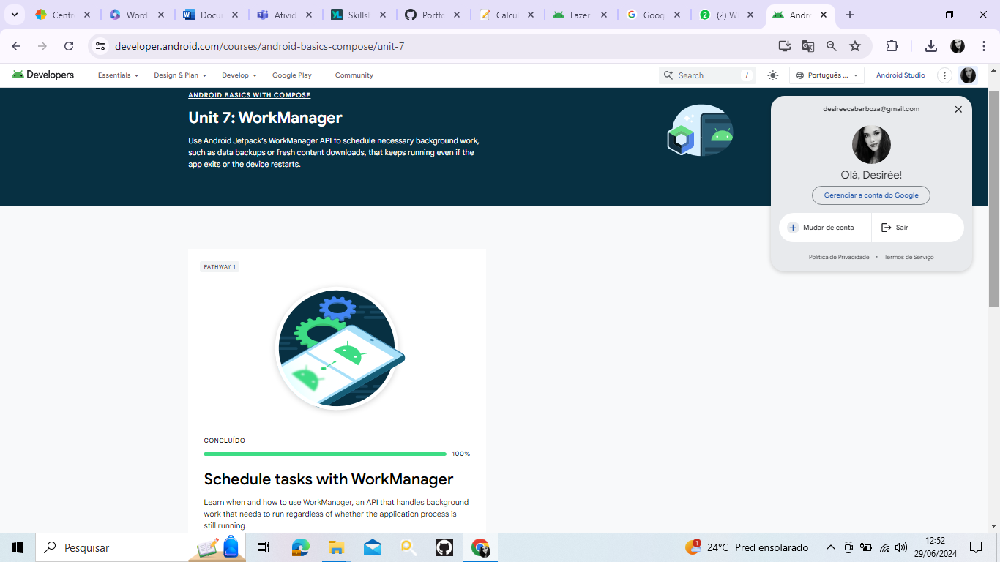 Centr
Word
Docu
Ativid
SkillsE
Portfo
Calcu
Fazer
Goog
(2) W
Andro
developer.android.com/courses/android-basics-compose/unit-7
Developers
Essentials
Design & Plan
Develop
Google Play
Community
Search
/
Português ...
Android Studio
ANDROID BASICS WITH COMPOSE
Unit 7: WorkManager
Use Android Jetpack's WorkManager API to schedule necessary background work,
such as data backups or fresh content downloads, that keeps running even if the
app exits or the device restarts.
desireecabarboza@gmail.com
Olá, Desirée!
Gerenciar a conta do Google
Mudar de conta
Sair
Política de Privacidade • Termos de Serviço
PATHWAY 1
CONCLUÍDO
100%
Schedule tasks with WorkManager
Learn when and how to use WorkManager, an API that handles background
work that needs to run regardless of whether the application process is
still running.
Pesquisar
24°C Pred ensolarado
12:52
29/06/2024